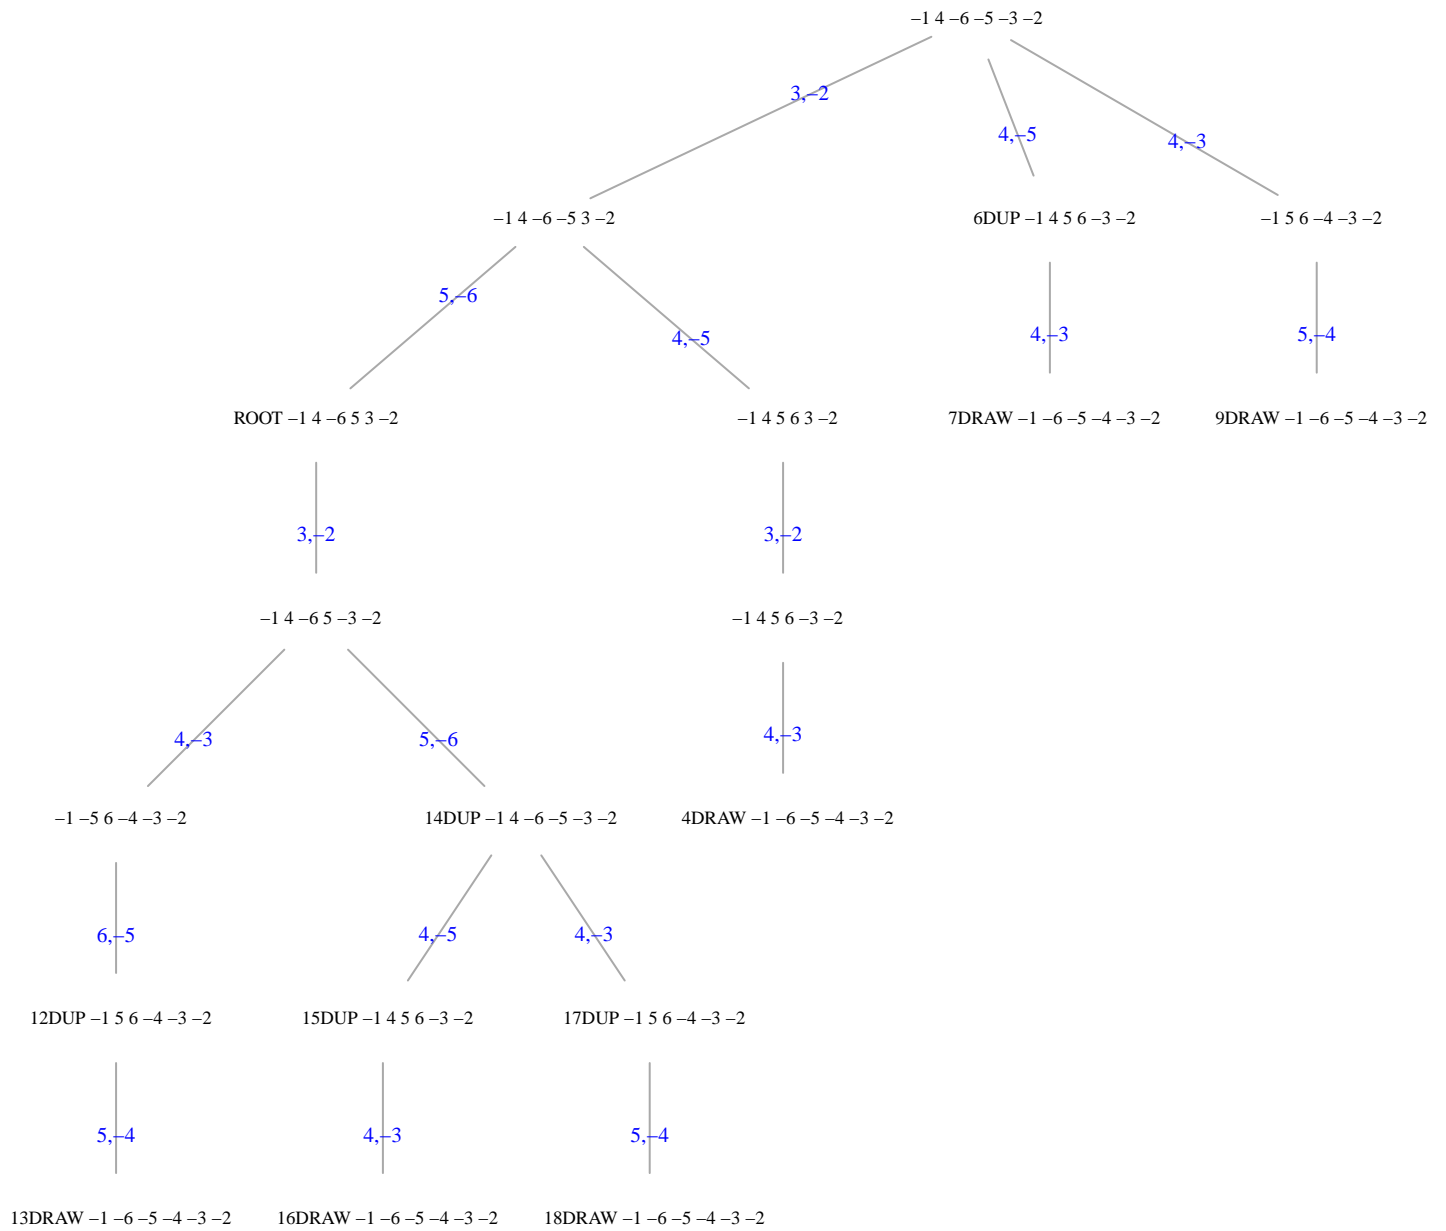 –1 4 –6 –5 –3 –2
3,–2
4,–5
4,–3
–1 4 –6 –5 3 –2
6DUP –1 4 5 6 –3 –2
–1 5 6 –4 –3 –2
5,–6
4,–5
4,–3
5,–4
ROOT –1 4 –6 5 3 –2
–1 4 5 6 3 –2
7DRAW –1 –6 –5 –4 –3 –2
9DRAW –1 –6 –5 –4 –3 –2
3,–2
3,–2
–1 4 –6 5 –3 –2
–1 4 5 6 –3 –2
4,–3
5,–6
4,–3
–1 –5 6 –4 –3 –2
14DUP –1 4 –6 –5 –3 –2
4DRAW –1 –6 –5 –4 –3 –2
6,–5
4,–5
4,–3
12DUP –1 5 6 –4 –3 –2
15DUP –1 4 5 6 –3 –2
17DUP –1 5 6 –4 –3 –2
5,–4
4,–3
5,–4
13DRAW –1 –6 –5 –4 –3 –2
16DRAW –1 –6 –5 –4 –3 –2
18DRAW –1 –6 –5 –4 –3 –2